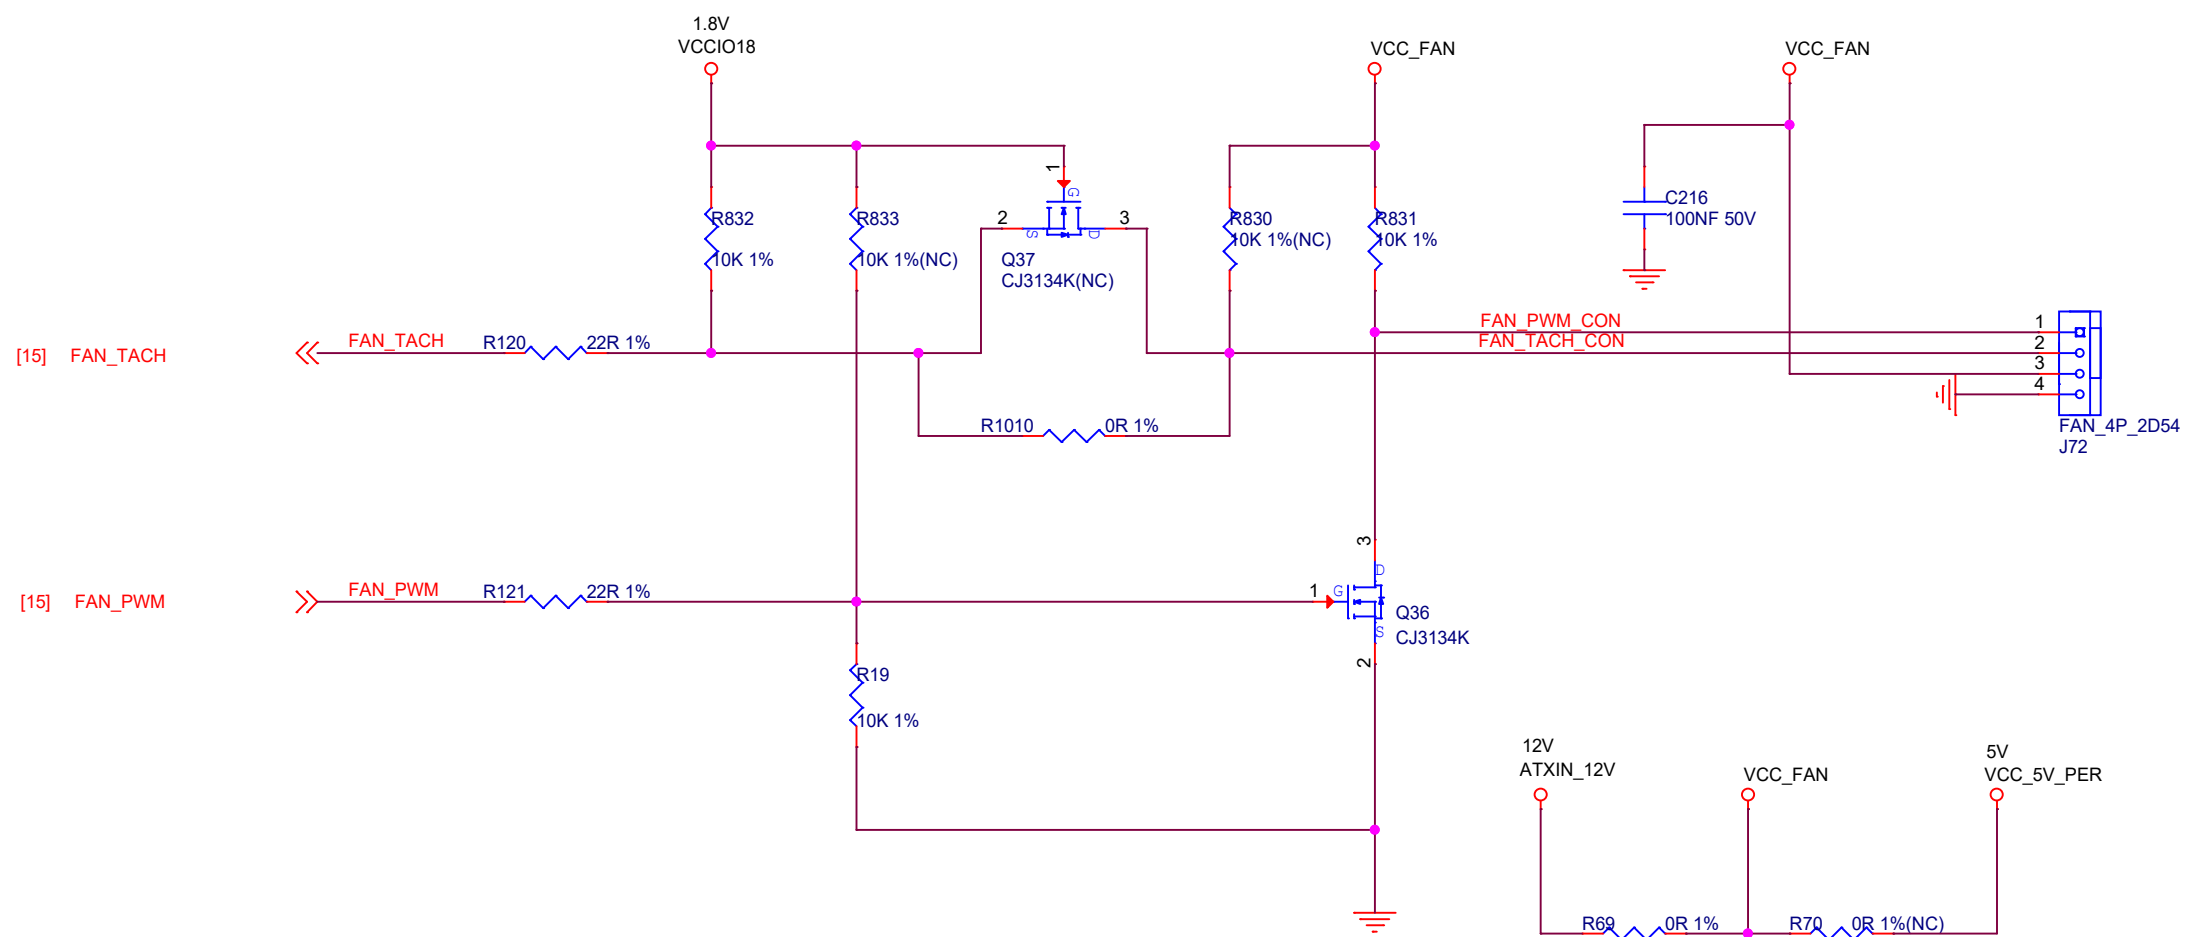 1.8V
VCCIO18
VCC_FAN
VCC_FAN
1
G
R832
10K 1%
R833
10K 1%(NC)
2
S
D
3
Q37
CJ3134K(NC)
R830
10K 1%(NC)
R831
10K 1%
C216
100NF 50V
[15] FAN_TACH
FAN_TACH
R120
22R 1%
FAN_PWM_CON
FAN_TACH_CON
1
2
3
4
FAN_4P_2D54
J72
R1010
0R 1%
3
D
[15] FAN_PWM
FAN_PWM
R121
22R 1%
1
G
S
2
Q36
CJ3134K
R19
10K 1%
12V
ATXIN_12V
VCC_FAN
5V
VCC_5V_PER
R69
0R 1%
R70
0R 1%(NC)